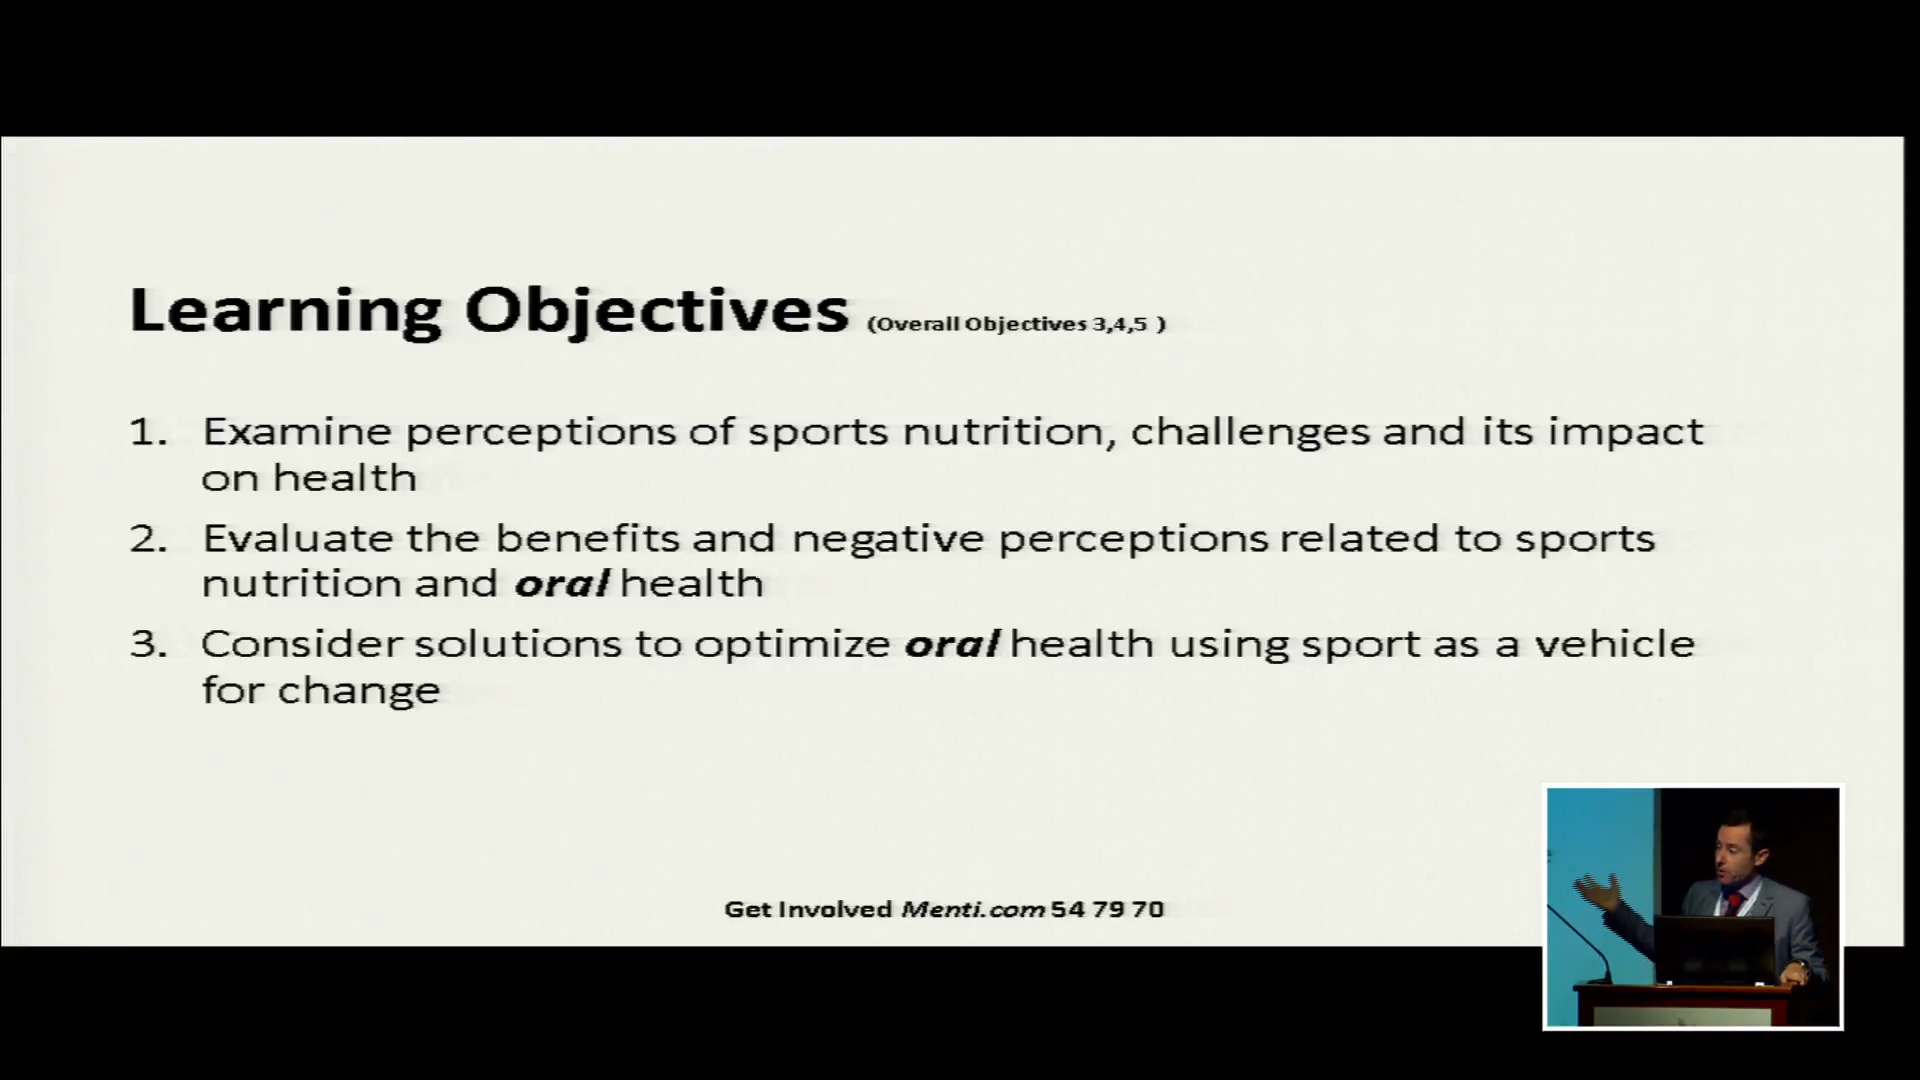 Learning Objectives (Overall Objectives 3,4,5 )
1. Examine perceptions of sports nutrition, challenges and its impact
on health
2. Evaluate the benefits and negative perceptions related to sports
nutrition and oral health
3. Consider solutions to optimize oral health using sport as a vehicle
for change
Get Involved Menti.com 54 79 70